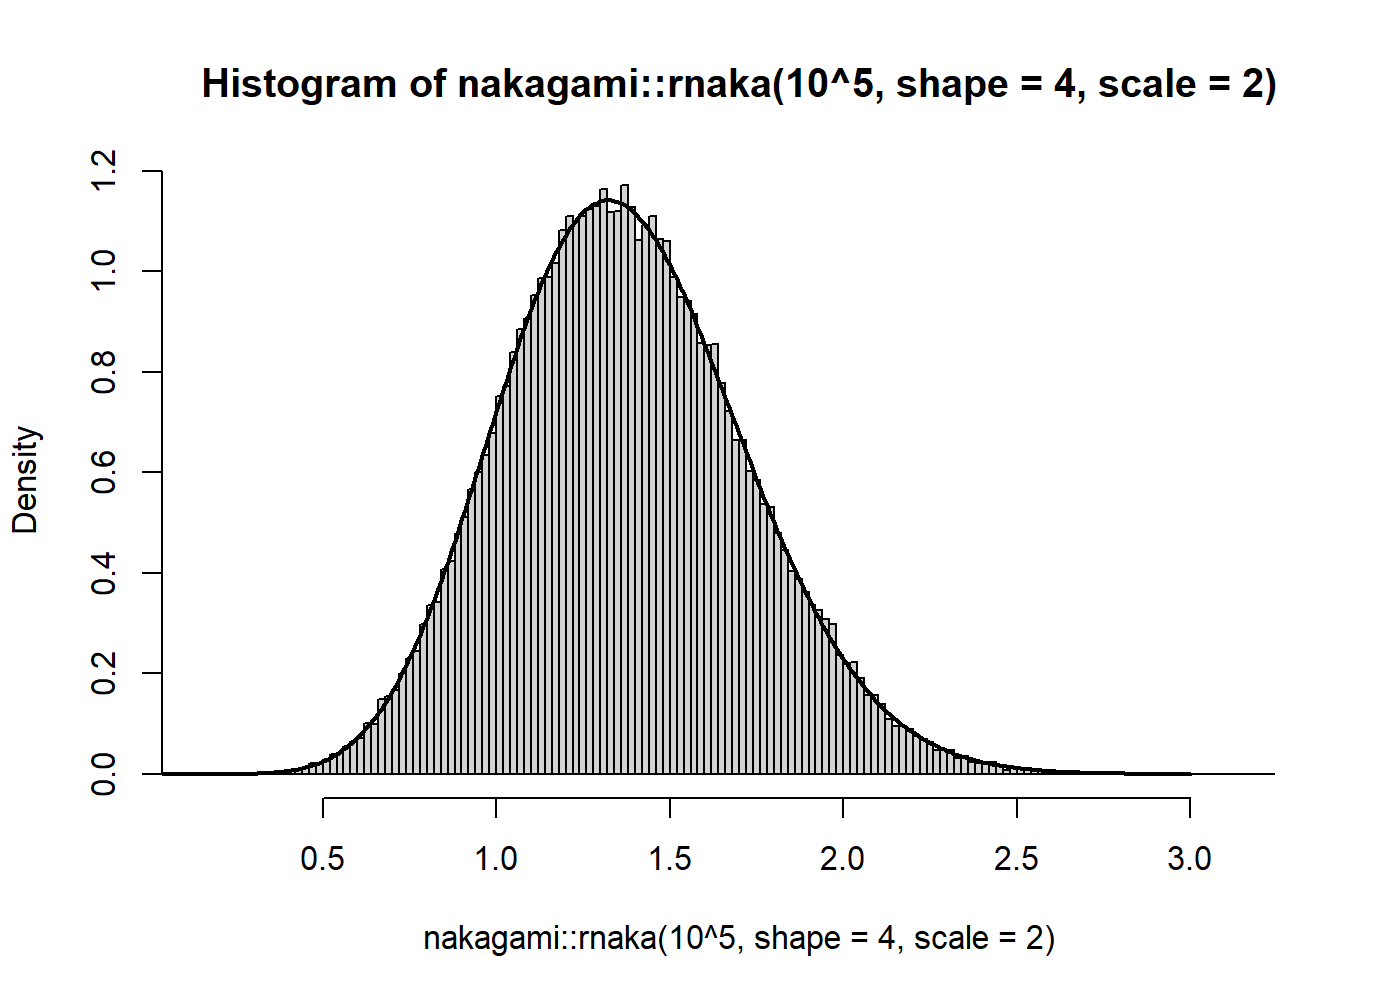 Histogram of nakagami::rnaka(10^5, shape = 4, scale = 2)
Density
1.2
1.0
0.8
0.6
0.4
0.2
0.0
0.5 1.0 1.5 2.0 2.5 3.0
nakagami::rnaka(10^5, shape = 4, scale = 2)